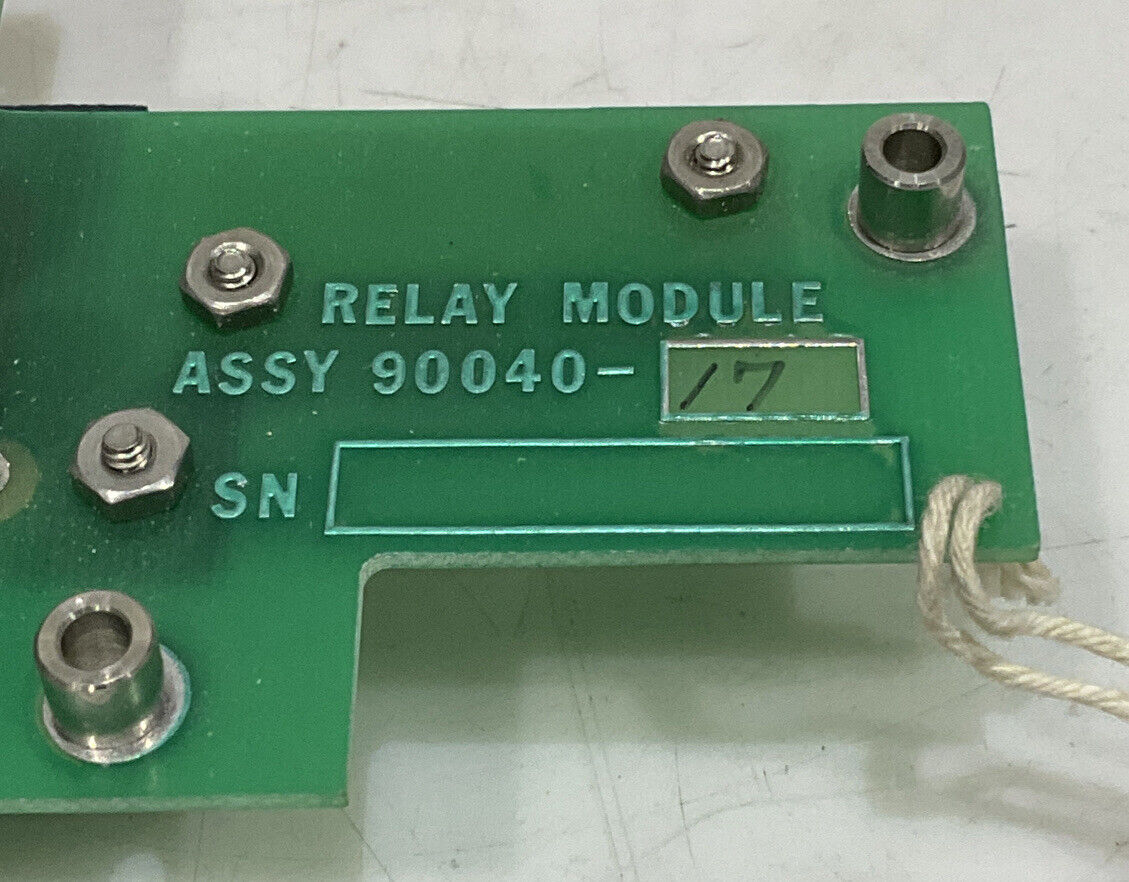 RELAY MODULE
ASSY 90040-17
SN